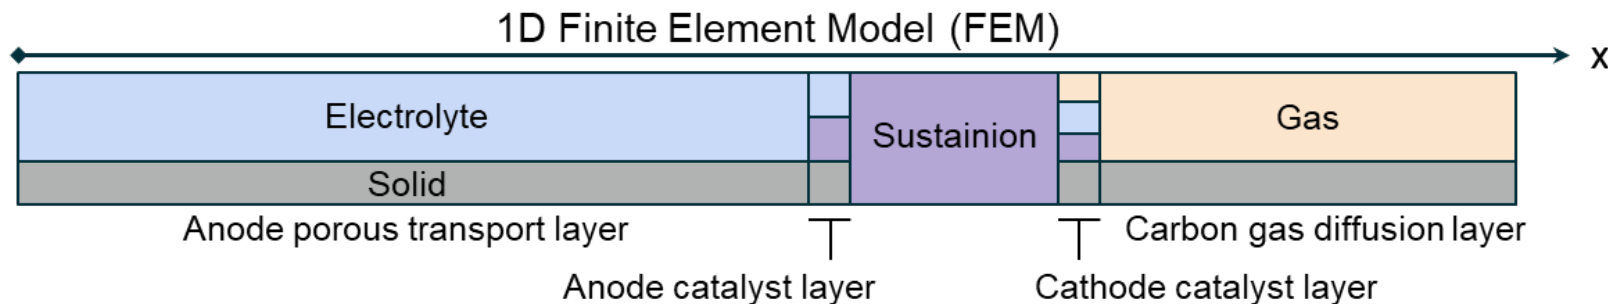 1D Finite Element Model (FEM)
x
Electrolyte
Sustainion
Gas
Solid
Anode porous transport layer
Carbon gas diffusion layer
Anode catalyst layer
Cathode catalyst layer